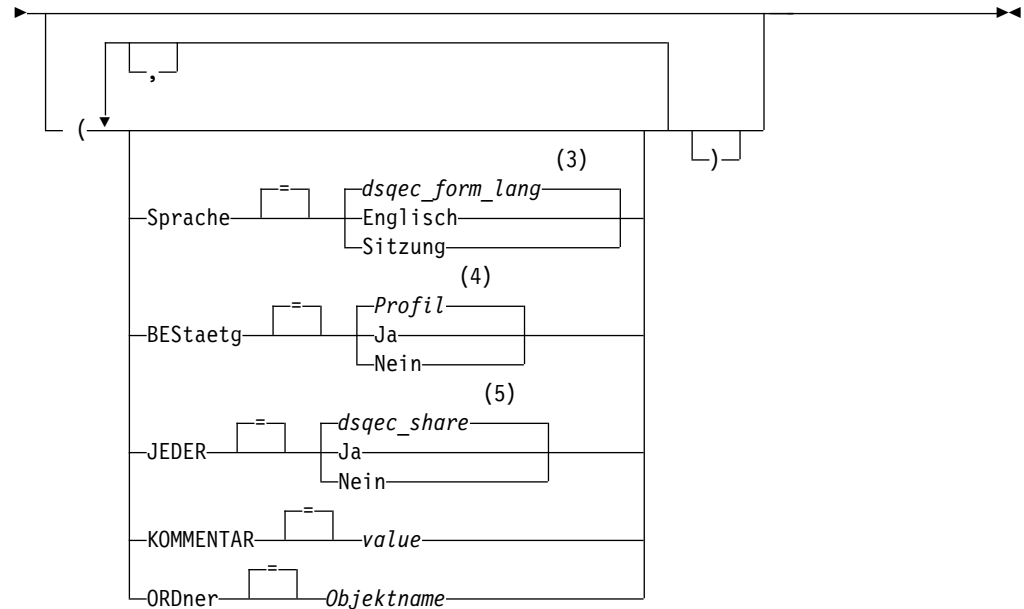 ,
(
)
(3)
Sprache = dsqec_form_lang
Englisch
Sitzung
(4)
BEStaetg = Profil
Ja
Nein
(5)
JEDER = dsqec_share
Ja
Nein
KOMMENTAR = value
ORDner = Objektname